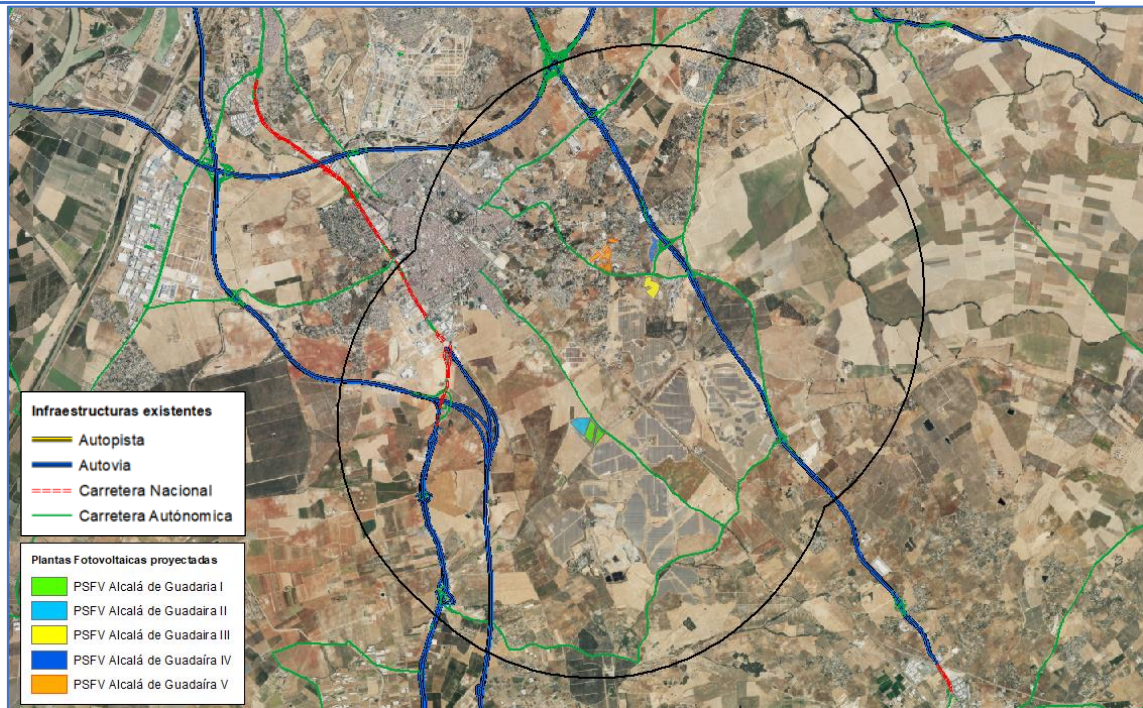 Infraestructuras existentes
Autopista
Autovia
Carretera Nacional
Carretera Autónomica
Plantas Fotovoltaicas proyectadas
PSFV Alcalá de Guadaria I
PSFV Alcalá de Guadaira II
PSFV Alcalá de Guadaira III
PSFV Alcalá de Guadaíra IV
PSFV Alcalá de Guadaíra V